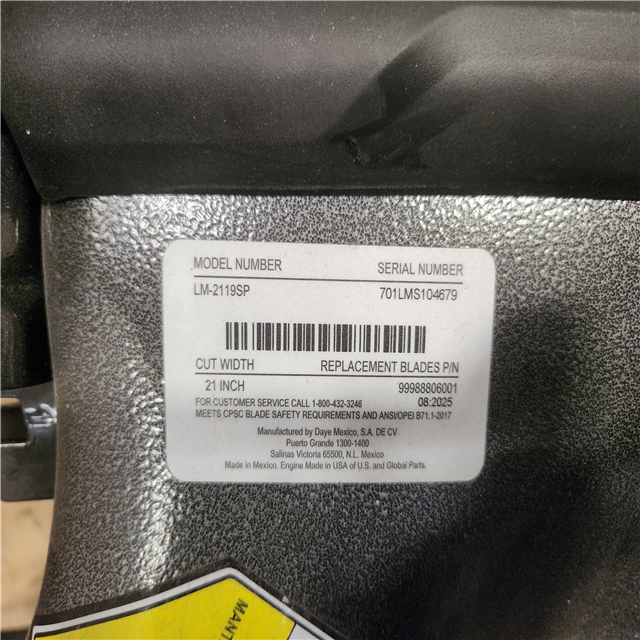 MODEL NUMBER SERIAL NUMBER
LM-2119SP 701LMS104679
CUT WIDTH REPLACEMENT BLADES P/N
21 INCH 99988806001
FOR CUSTOMER SERVICE CALL 1-800-432-3246 08:2025
MEETS CPSC BLADE SAFETY REQUIREMENTS AND ANSI/OPEI B71.1-2017
Manufactured by Daye Mexico, S.A. DE CV
Puerto Grande 1300-1400
Salinas Victoria 65500, N.L. Mexico
Made in Mexico. Engine Made in USA of U.S. and Global Parts.
MANT